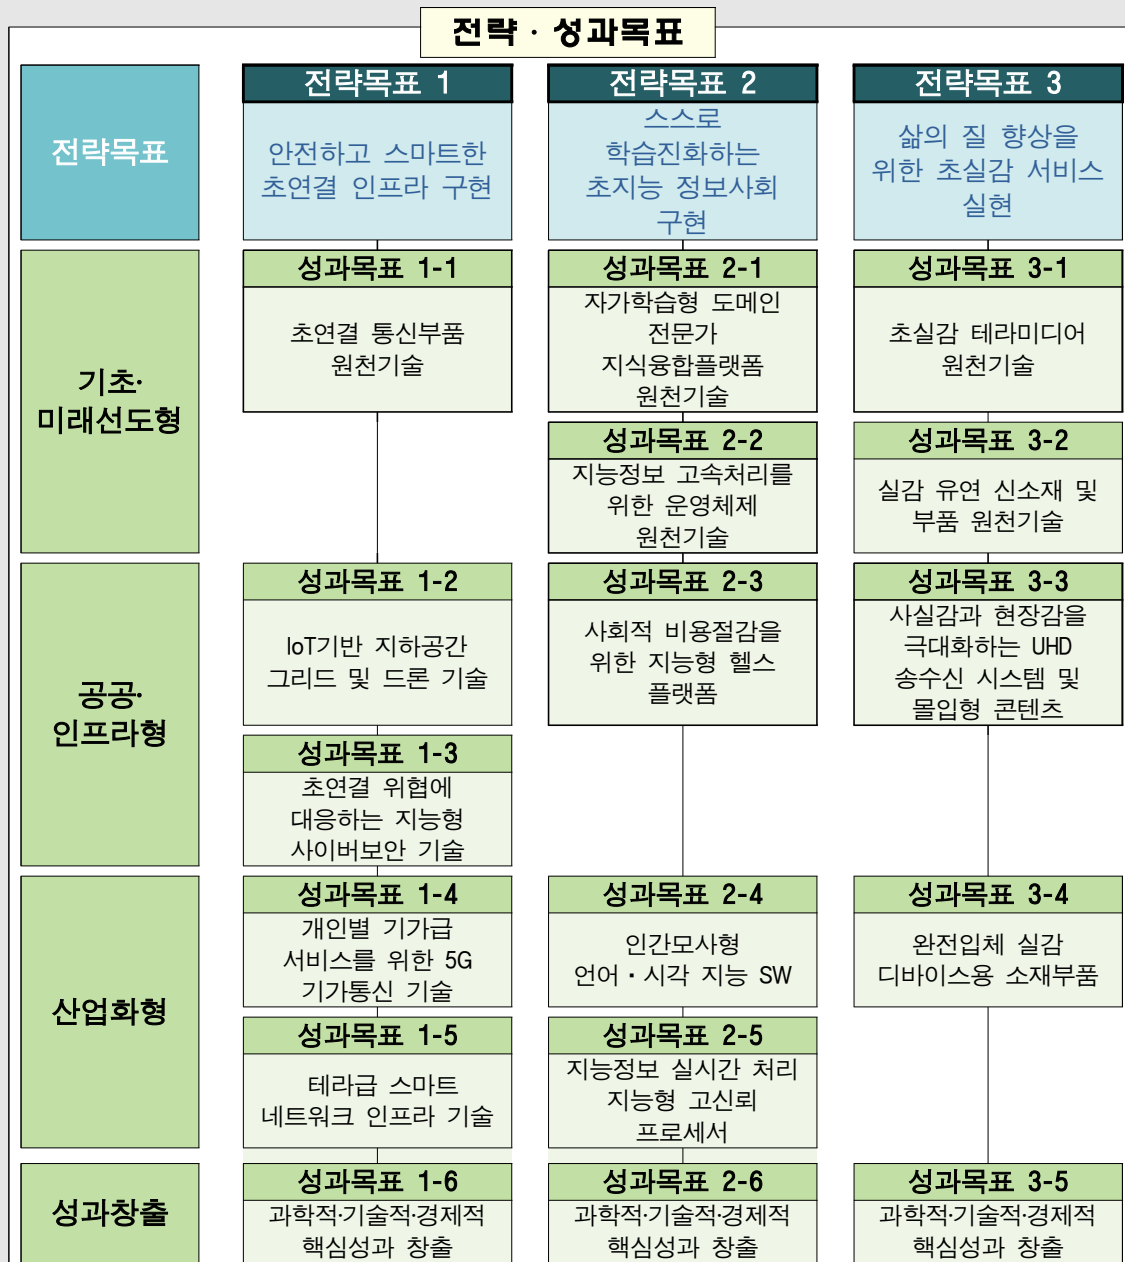 전략 · 성과목표
전략목표
전략목표 1
안전하고 스마트한
초연결 인프라 구현
전략목표 2
스스로
학습진화하는
초지능 정보사회
구현
전략목표 3
삶의 질 향상을
위한 초실감 서비스
실현
기초·
미래선도형
성과목표 1-1
초연결 통신부품
원천기술
성과목표 2-1
자가학습형 도메인
전문가
지식융합플랫폼
원천기술
성과목표 3-1
초실감 테라미디어
원천기술
성과목표 2-2
지능정보 고속처리를
위한 운영체제
원천기술
성과목표 3-2
실감 유연 신소재 및
부품 원천기술
공공·
인프라형
성과목표 1-2
IoT기반 지하공간
그리드 및 드론 기술
성과목표 2-3
사회적 비용절감을
위한 지능형 헬스
플랫폼
성과목표 3-3
사실감과 현장감을
극대화하는 UHD
송수신 시스템 및
몰입형 콘텐츠
성과목표 1-3
초연결 위협에
대응하는 지능형
사이버보안 기술
산업화형
성과목표 1-4
개인별 기가급
서비스를 위한 5G
기가통신 기술
성과목표 2-4
인간모사형
언어·시각 지능 SW
성과목표 3-4
완전입체 실감
디바이스용 소재부품
성과목표 1-5
테라급 스마트
네트워크 인프라 기술
성과목표 2-5
지능정보 실시간 처리
지능형 고신뢰
프로세서
성과창출
성과목표 1-6
과학적·기술적·경제적
핵심성과 창출
성과목표 2-6
과학적·기술적·경제적
핵심성과 창출
성과목표 3-5
과학적·기술적·경제적
핵심성과 창출